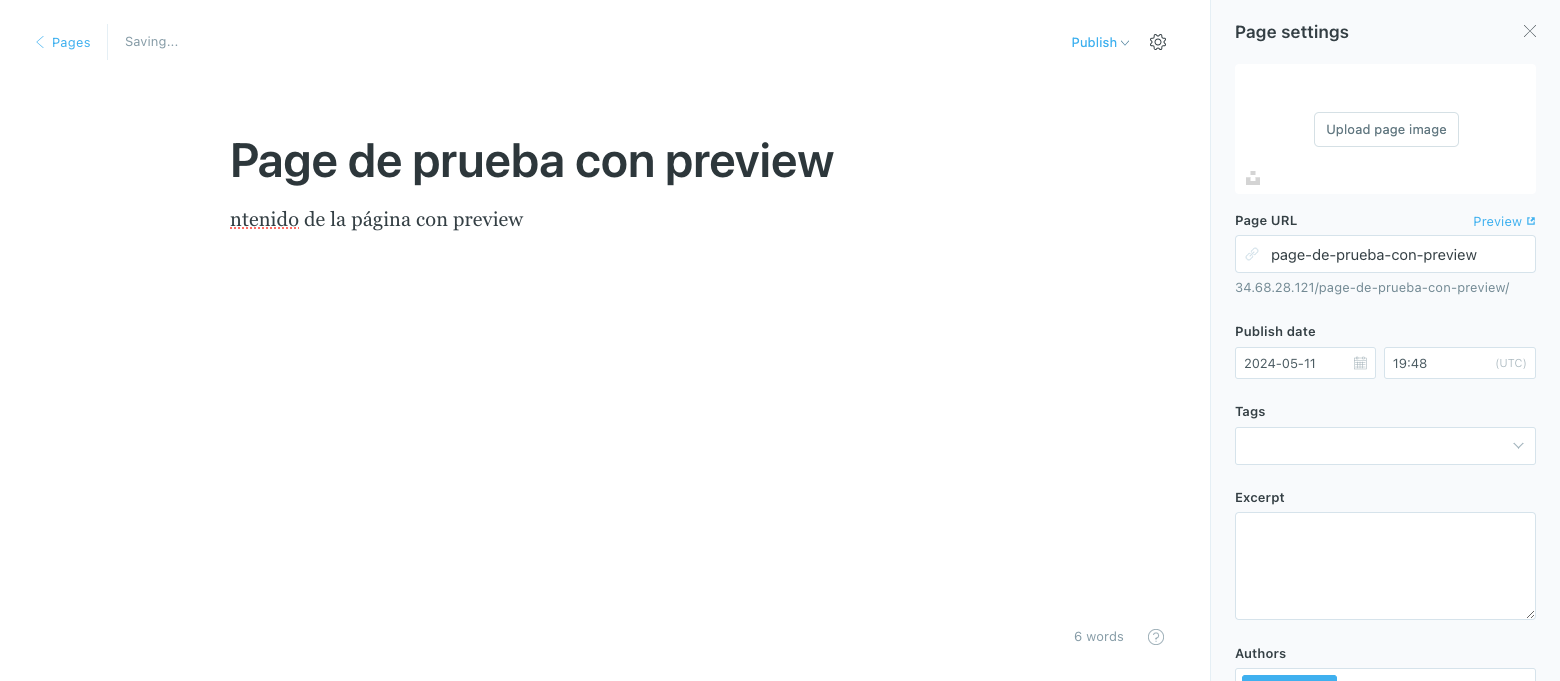 Pages
Saving...
Publish
Page settings
Upload page image
Page de prueba con preview
ntenido de la página con preview
Page URL
Preview
page-de-prueba-con-preview
34.68.28.121/page-de-prueba-con-preview/
Publish date
2024-05-11
19:48
(UTC)
Tags
Excerpt
6 words
?
Authors